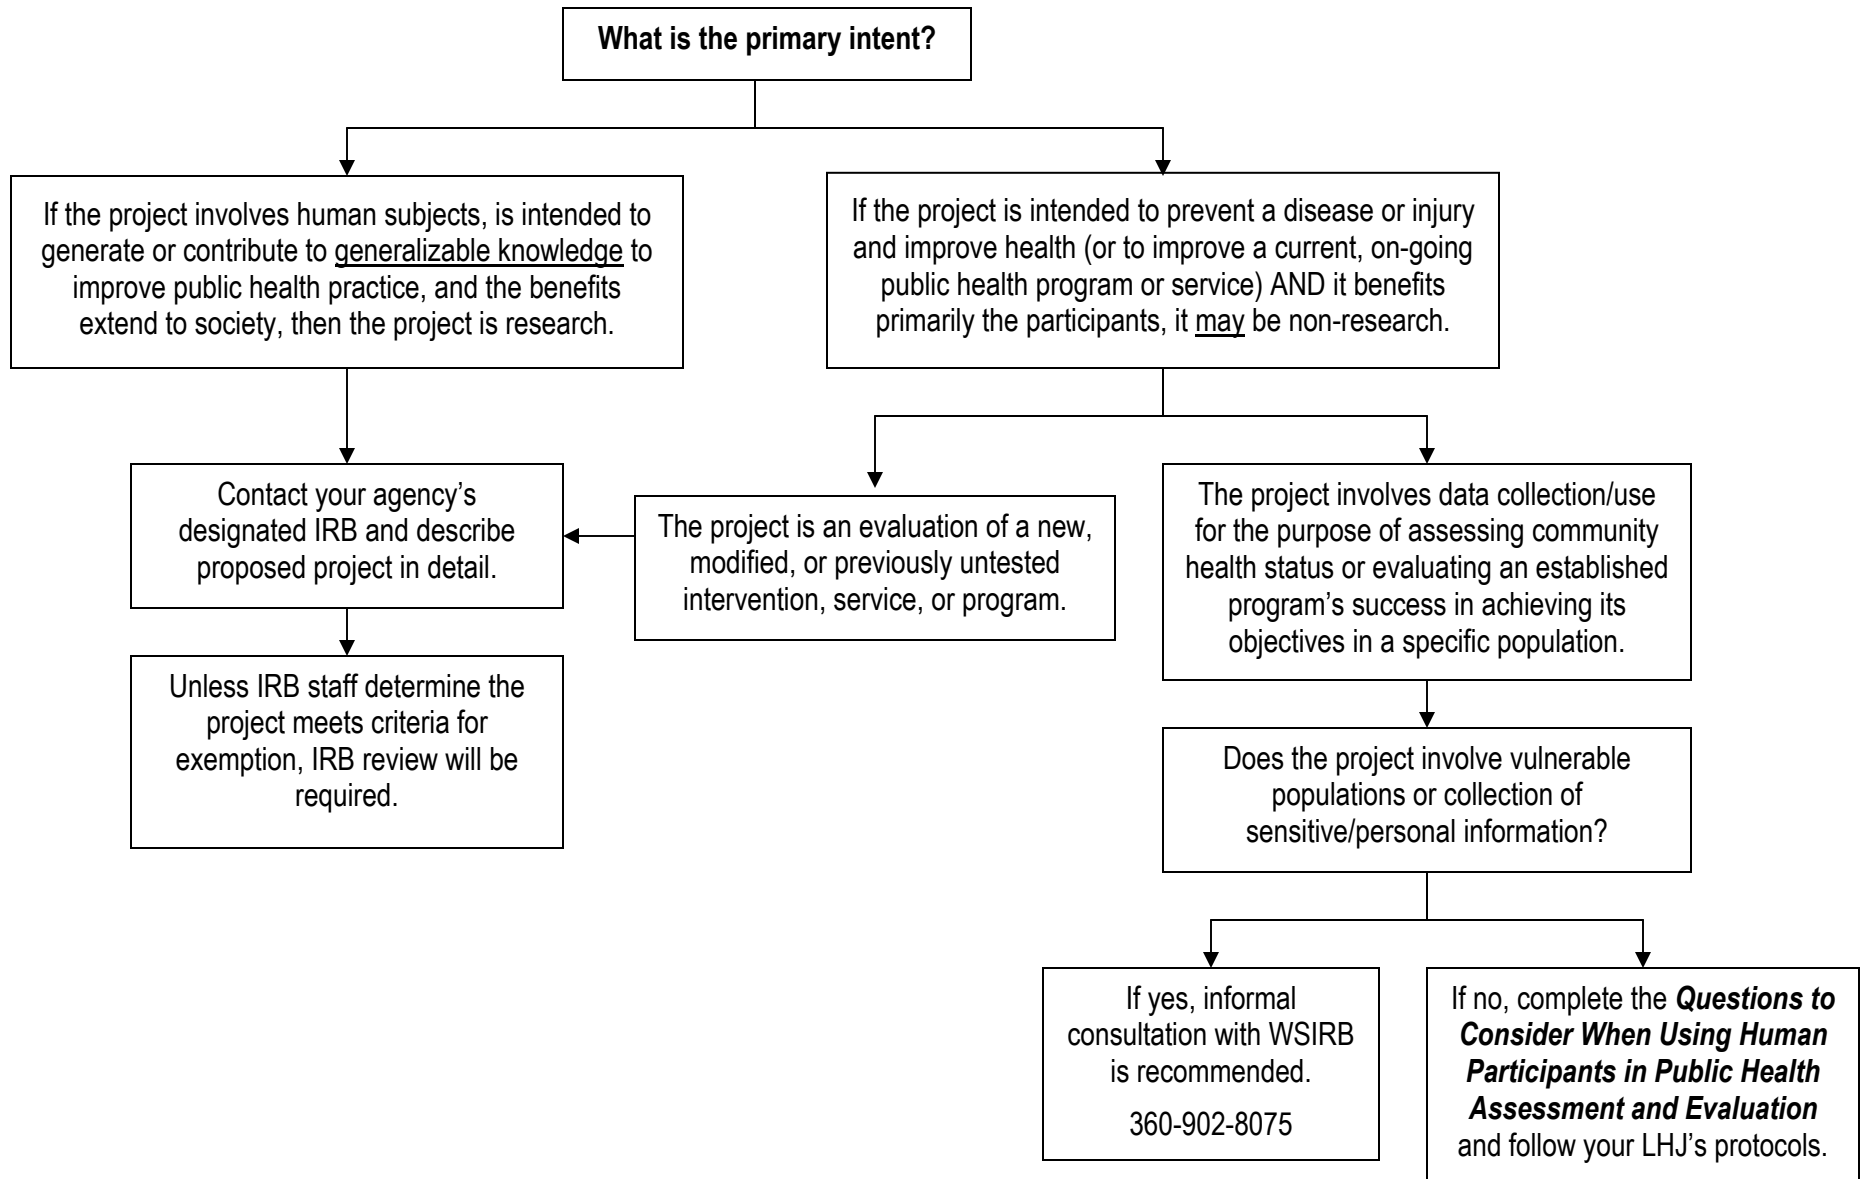 What is the primary intent?
If the project involves human subjects, is intended to
generate or contribute to generalizable knowledge to
improve public health practice, and the benefits
extend to society, then the project is research.
If the project is intended to prevent a disease or injury
and improve health (or to improve a current, on-going
public health program or service) AND it benefits
primarily the participants, it may be non-research.
Contact your agency’s
designated IRB and describe
proposed project in detail.
The project is an evaluation of a new,
modified, or previously untested
intervention, service, or program.
The project involves data collection/use
for the purpose of assessing community
health status or evaluating an established
program’s success in achieving its
objectives in a specific population.
Unless IRB staff determine the
project meets criteria for
exemption, IRB review will be
required.
Does the project involve vulnerable
populations or collection of
sensitive/personal information?
If yes, informal
consultation with WSIRB
is recommended.
360-902-8075
If no, complete the Questions to
Consider When Using Human
Participants in Public Health
Assessment and Evaluation
and follow your LHJ’s protocols.